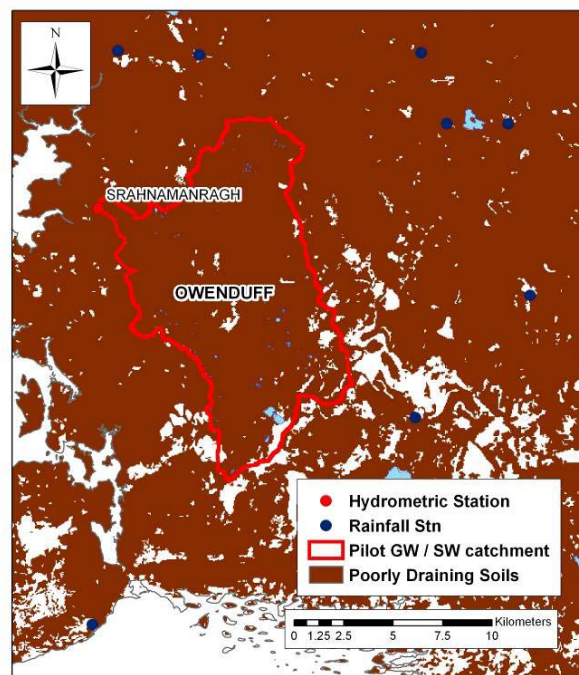 N
SRAHNAMANRAGH
OWENDUFF
Hydrometric Station
Rainfall Stn
Pilot GW / SW catchment
Poorly Draining Soils
Kilometers
0 1.25 2.5 5 7.5 10